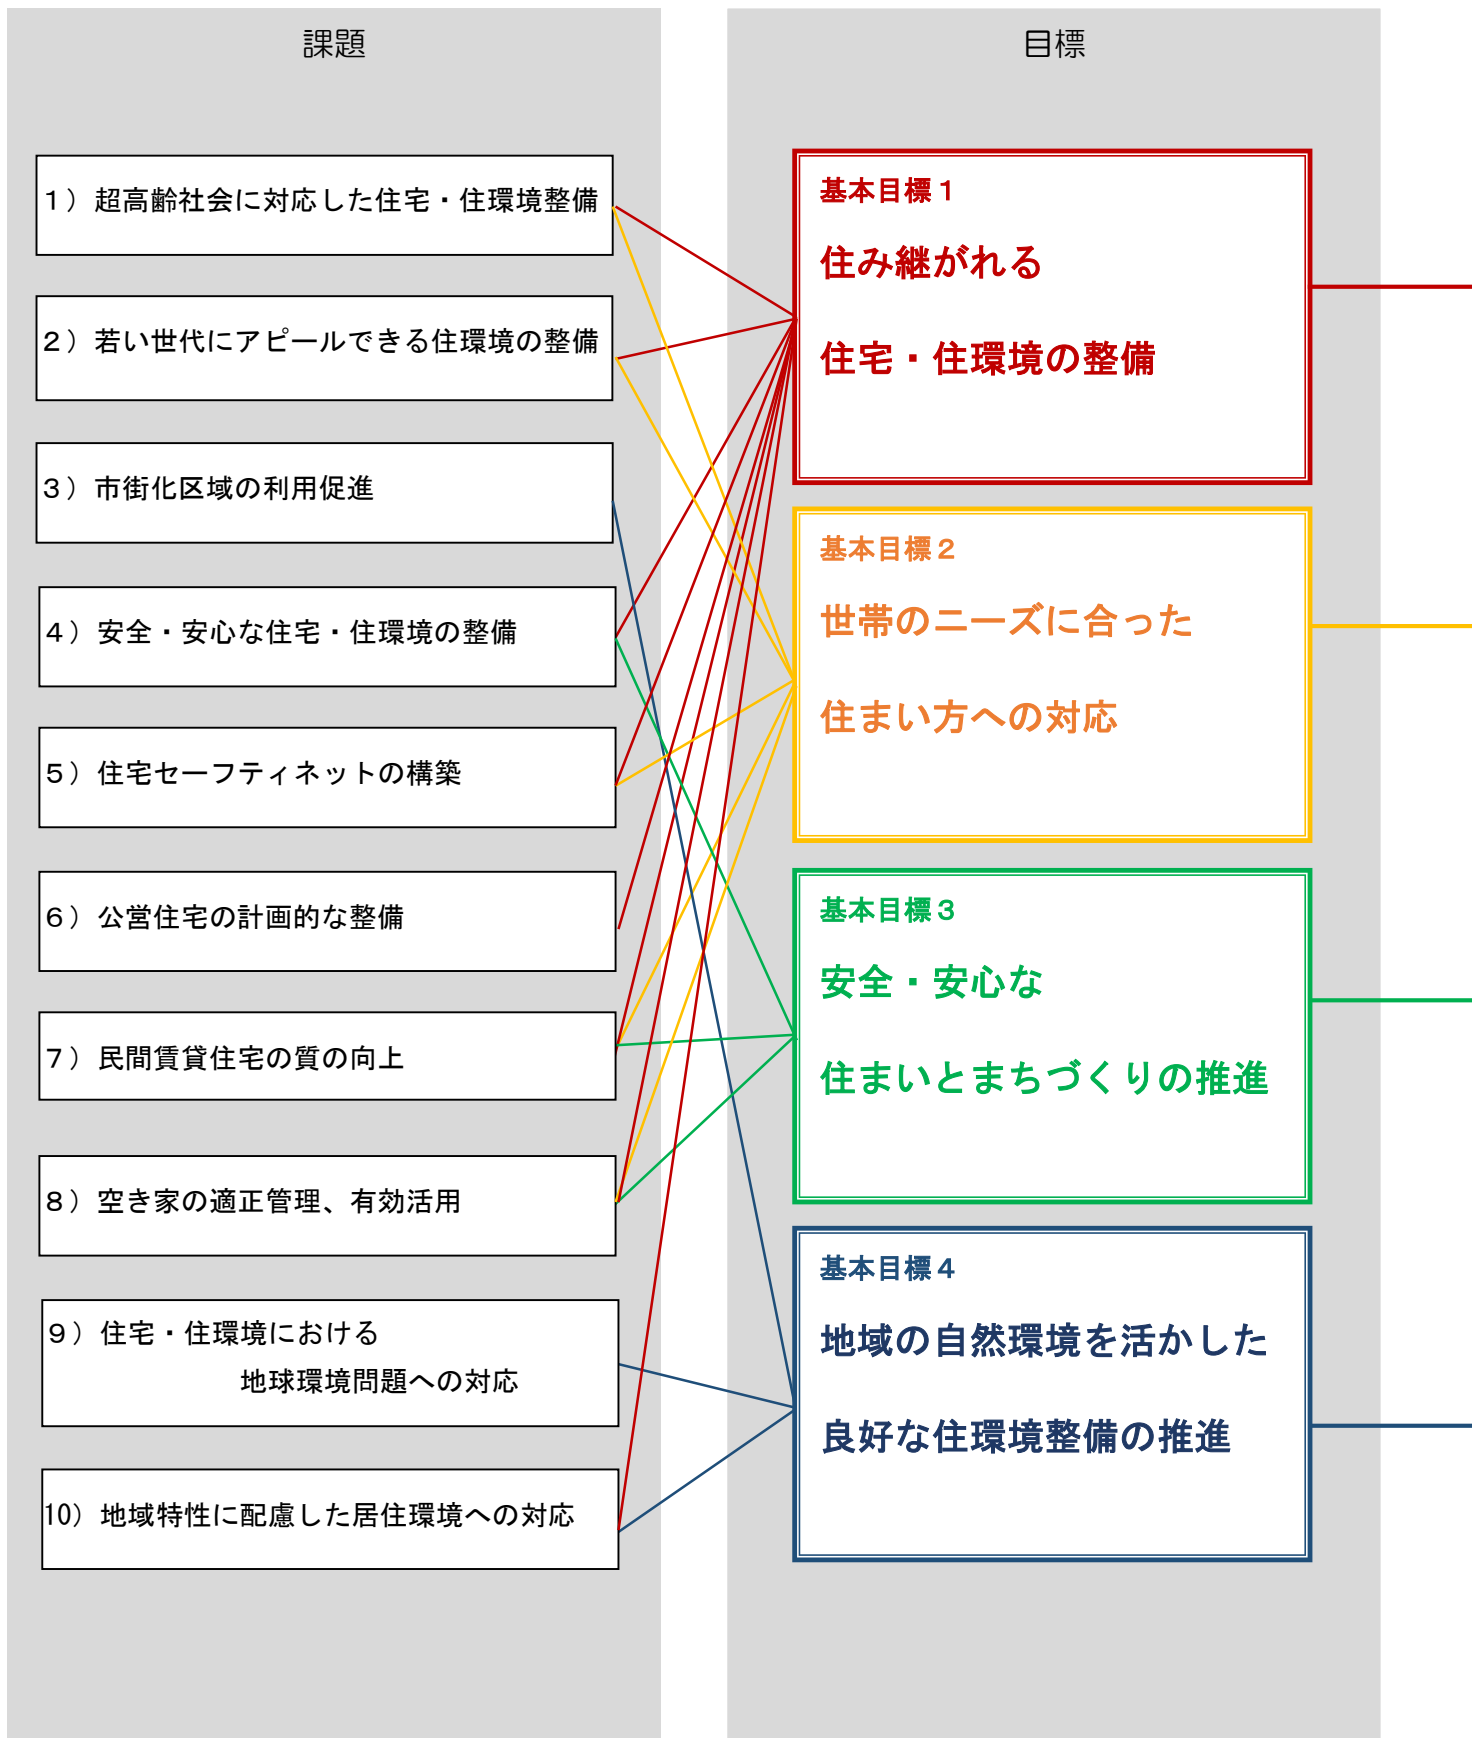 課題
１）超高齢社会に対応した住宅・住環境整備
２）若い世代にアピールできる住環境の整備
３）市街化区域の利用促進
４）安全・安心な住宅・住環境の整備
５）住宅セーフティネットの構築
６）公営住宅の計画的な整備
７）民間賃貸住宅の質の向上
８）空き家の適正管理、有効活用
９）住宅・住環境における
地球環境問題への対応
10）地域特性に配慮した居住環境への対応
目標
基本目標１
住み継がれる
住宅・住環境の整備
基本目標２
世帯のニーズに合った
住まい方への対応
基本目標３
安全・安心な
住まいとまちづくりの推進
基本目標４
地域の自然環境を活かした
良好な住環境整備の推進